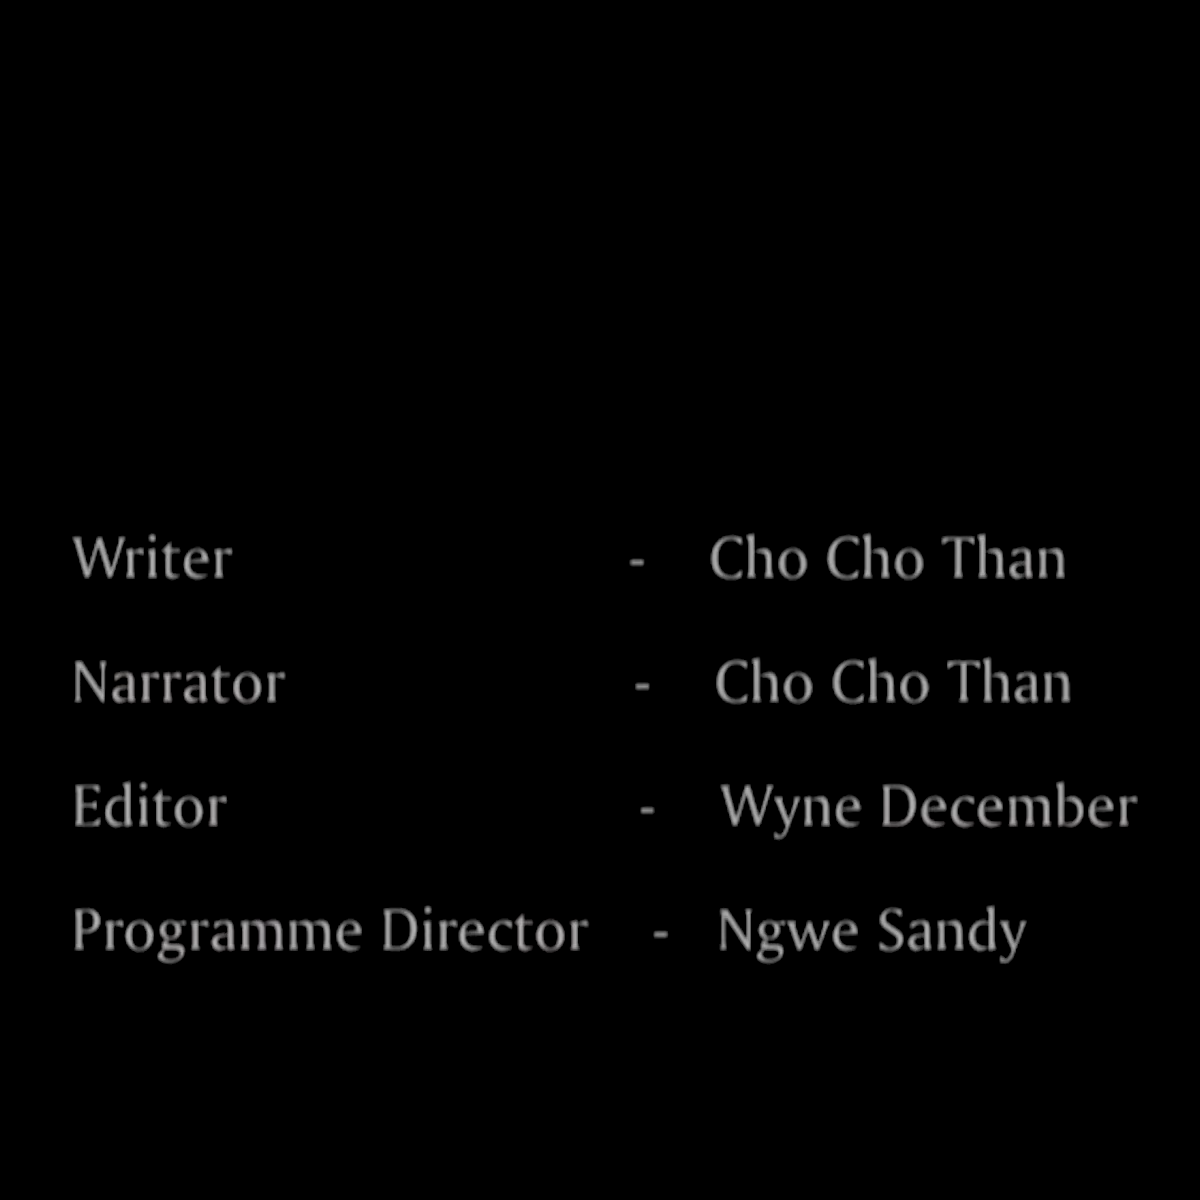 Writer - Cho Cho Than
Narrator - Cho Cho Than
Editor - Wyne December
Programme Director - Ngwe Sandy